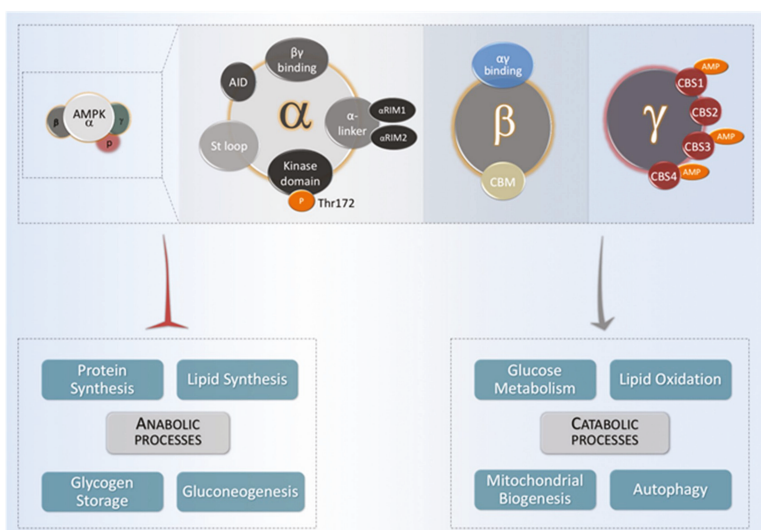 AMPK
α
β
γ
p
βγ
binding
AID
α
α-
linker
αRIM1
αRIM2
St loop
Kinase
domain
P
Thr172
αγ
binding
β
CBM
γ
CBS1
AMP
CBS2
CBS3
AMP
CBS4
AMP
Protein
Synthesis
Lipid Synthesis
ANABOLIC
PROCESSES
Glycogen
Storage
Gluconeogenesis
Glucose
Metabolism
Lipid Oxidation
CATABOLIC
PROCESSES
Mitochondrial
Biogenesis
Autophagy